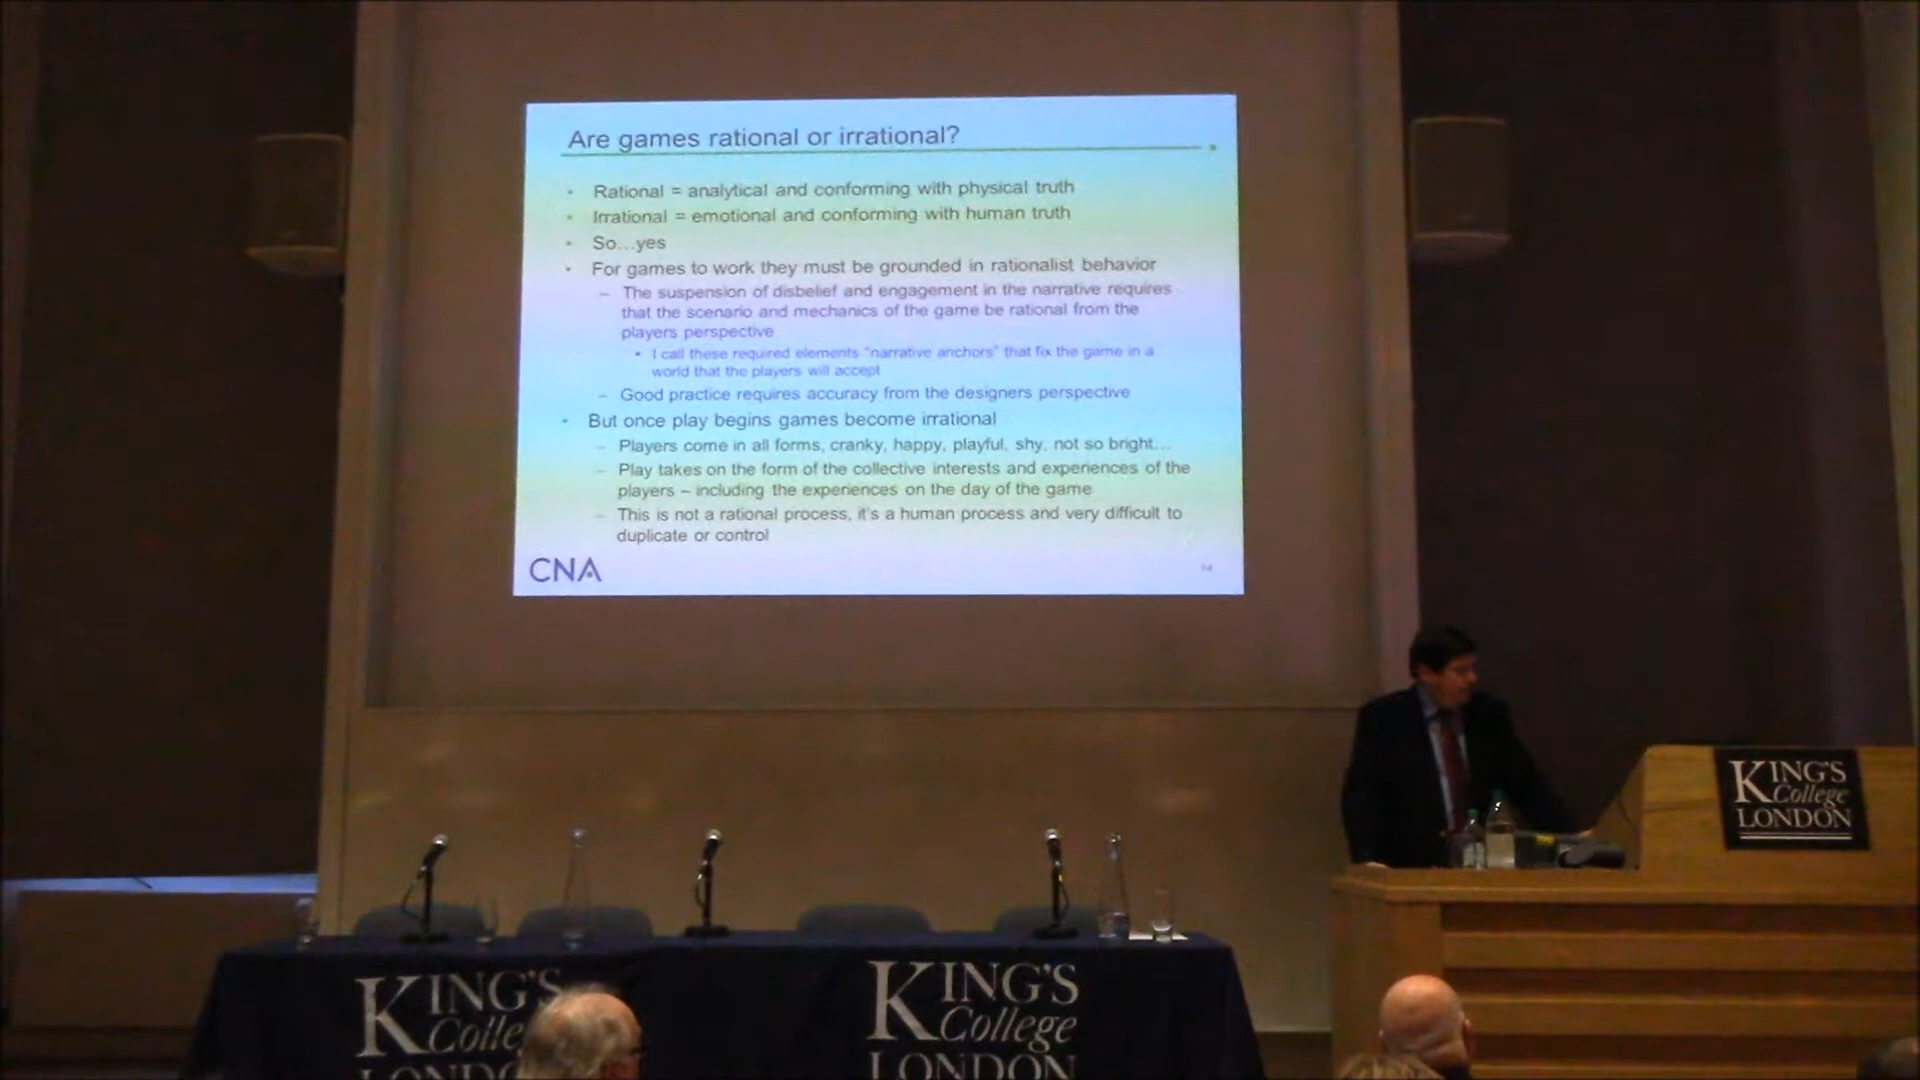 Are games rational or irrational?
• Rational = analytical and conforming with physical truth
• Irrational = emotional and conforming with human truth
• So…yes
• For games to work they must be grounded in rationalist behavior
– The suspension of disbelief and engagement in the narrative requires
that the scenario and mechanics of the game be rational from the
players perspective
• I call these required elements "narrative anchors" that fix the game in a
world that the players will accept
– Good practice requires accuracy from the designers perspective
• But once play begins games become irrational
– Players come in all forms, cranky, happy, playful, shy, not so bright…
– Play takes on the form of the collective interests and experiences of the
players – including the experiences on the day of the game
– This is not a rational process, it's a human process and very difficult to
duplicate or control
CNA
KING'S
College
LONDON
KING'S
Colle
LONDO
KING'S
College
LONDON